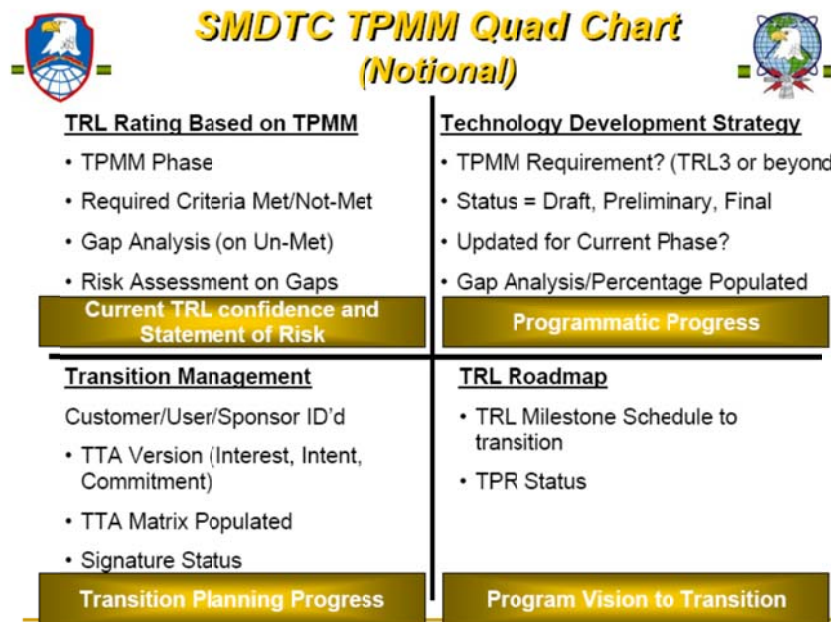 SMDTC TPMM Quad Chart
(Notional)
TRL Rating Based on TPMM
• TPMM Phase
• Required Criteria Met/Not-Met
• Gap Analysis (on Un-Met)
• Risk Assessment on Gaps
Current TRL confidence and
Statement of Risk
Technology Development Strategy
• TPMM Requirement? (TRL3 or beyond
• Status = Draft, Preliminary, Final
• Updated for Current Phase?
• Gap Analysis/Percentage Populated
Programmatic Progress
Transition Management
Customer/User/Sponsor ID'd
• TTA Version (Interest, Intent,
Commitment)
• TTA Matrix Populated
• Signature Status
Transition Planning Progress
TRL Roadmap
• TRL Milestone Schedule to
transition
• TPR Status
Program Vision to Transition